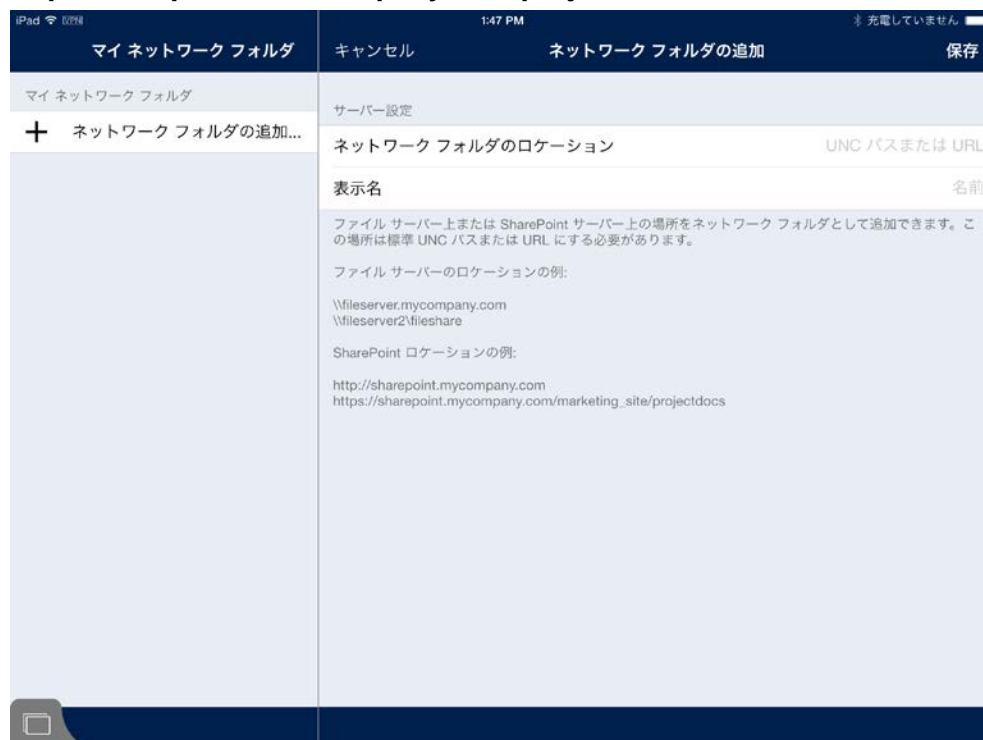 iPad VPN 1:47 PM 充電していません
マイ ネットワーク フォルダ
キャンセル ネットワーク フォルダの追加 保存
マイ ネットワーク フォルダ
ネットワーク フォルダの追加...
サーバー設定
ネットワーク フォルダのロケーション UNC パスまたは URL
表示名 名前
ファイル サーバー上または SharePoint サーバー上の場所をネットワーク フォルダとして追加できます。こ
の場所は標準 UNC パスまたは URL にする必要があります。
ファイル サーバーのロケーションの例:
\\fileserver.mycompany.com
\\fileserver2\fileshare
SharePoint ロケーションの例:
http://sharepoint.mycompany.com
https://sharepoint.mycompany.com/marketing_site/projectdocs